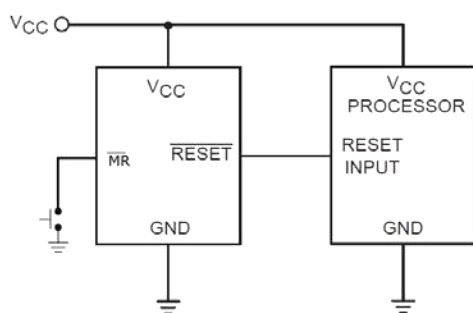 VCC
VCC
MR
RESET
GND
VCC
PROCESSOR
RESET
INPUT
GND